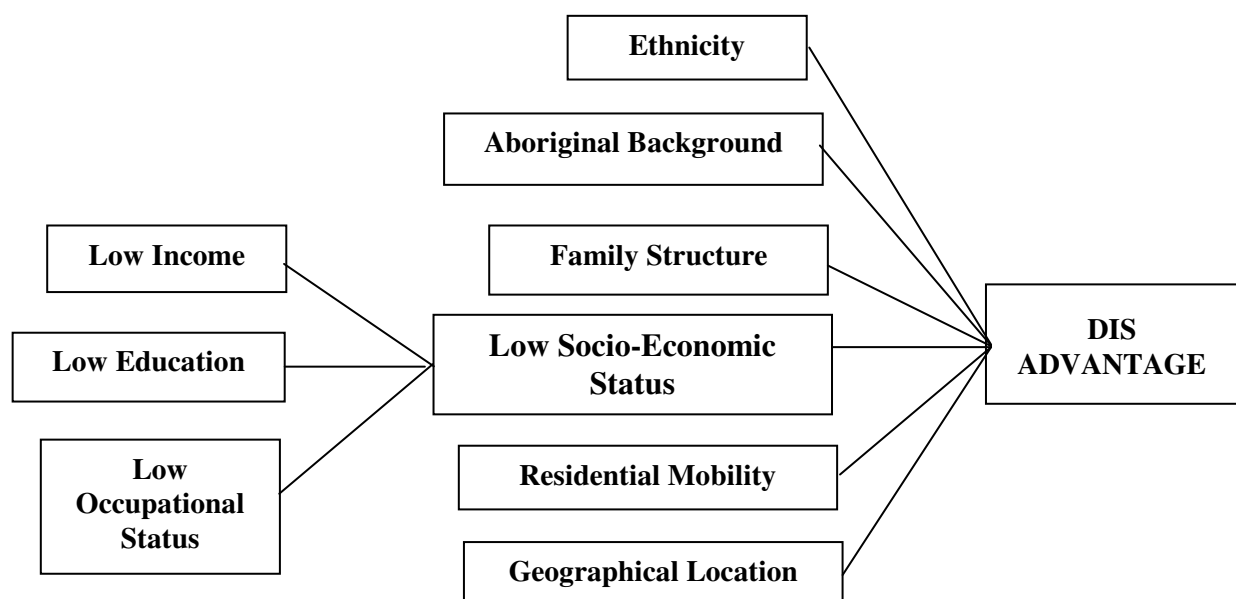 Ethnicity
Aboriginal Background
Low Income
Family Structure
Low Education
Low Socio-Economic
Status
DIS
ADVANTAGE
Low
Occupational
Status
Residential Mobility
Geographical Location